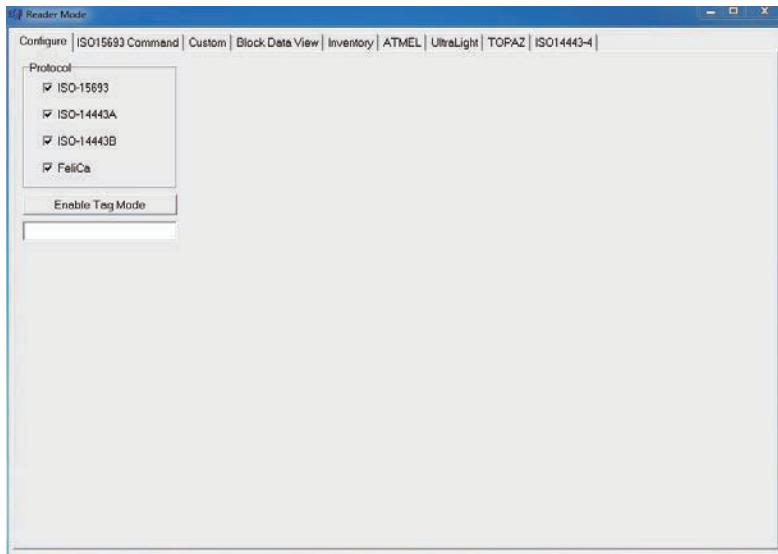 Reader Mode
Configure ISO15693 Command Custom Block Data View Inventory ATMEL UltraLight TOPAZ ISO14443-4
Protocol
ISO-15693
ISO-14443A
ISO-14443B
FeliCa
Enable Tag Mode